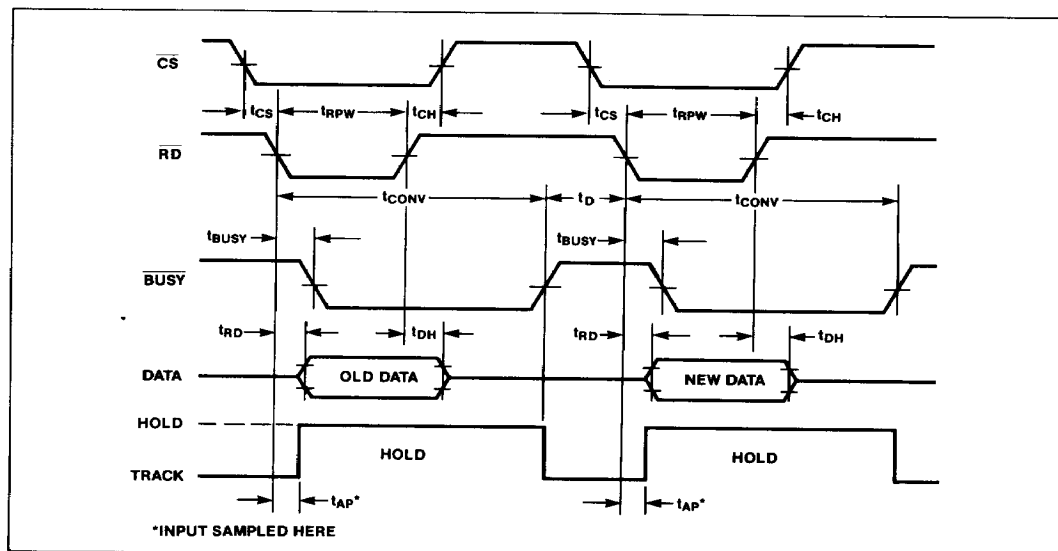 CS
tCS
tRPW
tCH
tCS
tRPW
tCH
RD
tCONV
tD
tCONV
tBUSY
tBUSY
BUSY
tRD
tDH
tRD
tDH
DATA
OLD DATA
NEW DATA
HOLD
HOLD
HOLD
TRACK
tAP*
tAP*
*INPUT SAMPLED HERE